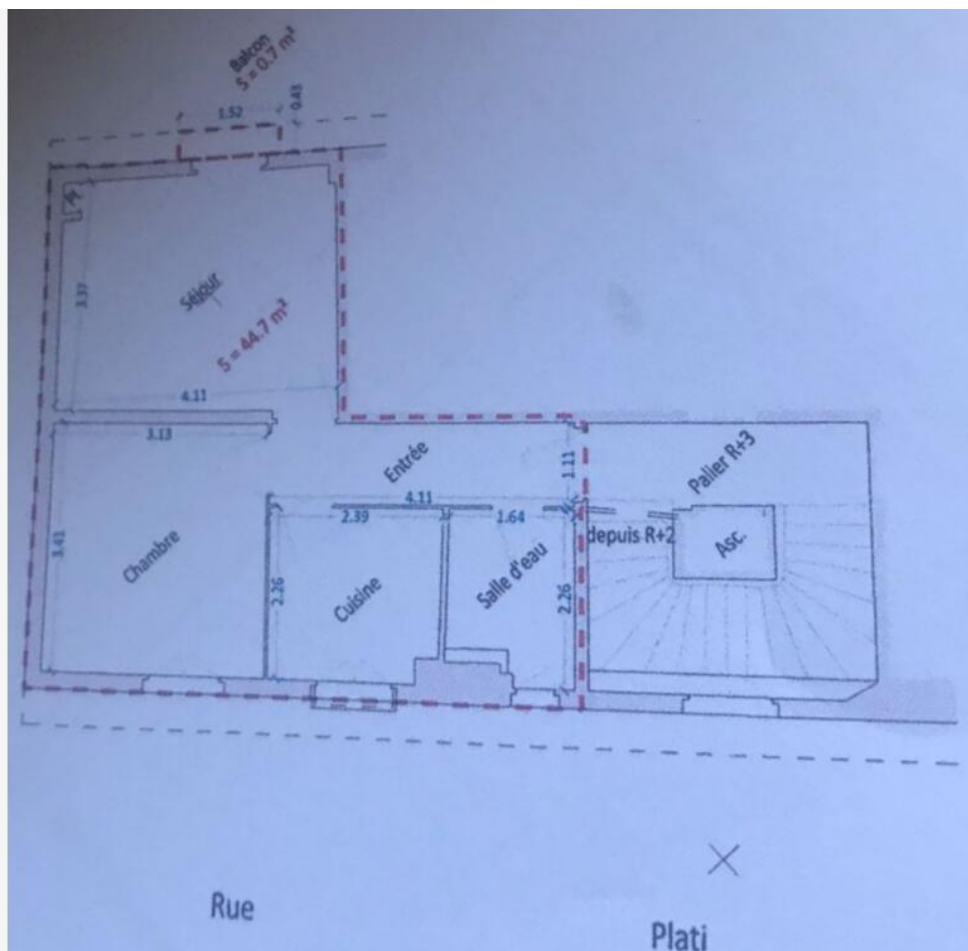 Balcon
S = 0.7 m²
1.52
0.43
Séjour
3.37
S = 44.7 m²
4.11
3.13
Entrée
1.11
Palier R+3
4.11
2.39
1.64
depuis R+2
Asc.
3.41
Chambre
2.26
Cuisine
Salle d'eau
2.26
Rue
Plati